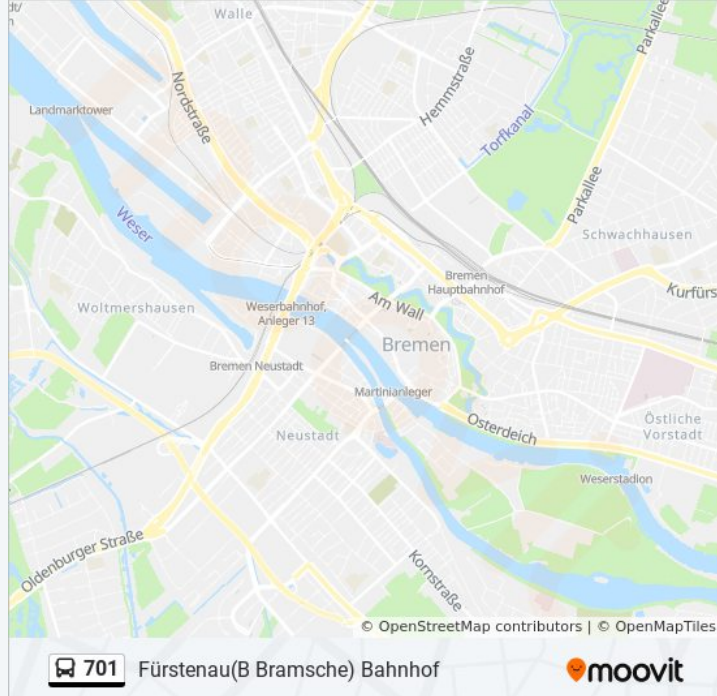 dt/
Walle
Parkallee
Hemmstraße
Nordstraße
Landmarktower
Torfkanal
Parkallee
Weser
Schwachhausen
Bremen
Hauptbahnhof
Kurfürs
Woltmershausen
Weserbahnhof,
Anleger 13
Am Wall
Bremen
Bremen Neustadt
Martinianleger
Osterdeich
Östliche
Vorstadt
Neustadt
Weserstadion
Oldenburger Straße
Kornstraße
© OpenStreetMap contributors | © OpenMapTiles
701 Fürstenau(B Bramsche) Bahnhof moovit